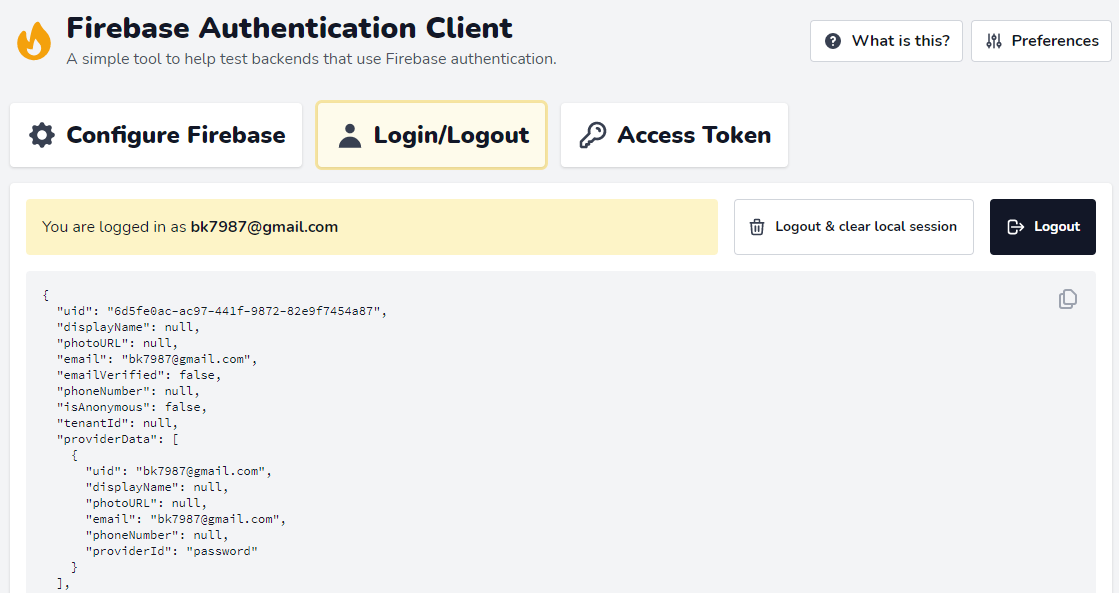 Firebase Authentication Client
A simple tool to help test backends that use Firebase authentication.
What is this?
Preferences
Configure Firebase
Login/Logout
Access Token
You are logged in as bk7987@gmail.com
Logout & clear local session
Logout
{
  "uid": "6d5fe0ac-ac97-441f-9872-82e9f7454a87",
  "displayName": null,
  "photoURL": null,
  "email": "bk7987@gmail.com",
  "emailVerified": false,
  "phoneNumber": null,
  "isAnonymous": false,
  "tenantId": null,
  "providerData": [
    {
      "uid": "bk7987@gmail.com",
      "displayName": null,
      "photoURL": null,
      "email": "bk7987@gmail.com",
      "phoneNumber": null,
      "providerId": "password"
    }
  ],